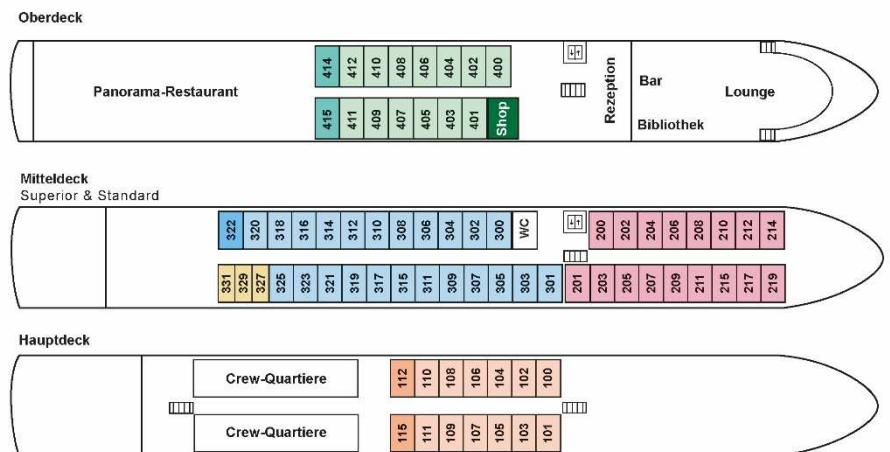 Oberdeck
414 412 410 408 406 404 402 400
Panorama-Restaurant
Rezeption
Bar
Lounge
Bibliothek
415 411 409 407 405 403 401 Shop
Mitteldeck
Superior & Standard
322 320 318 316 314 312 310 308 306 304 302 300 WC 200 202 204 206 208 210 212 214
331 329 327 325 323 321 319 317 315 311 309 307 305 303 301 201 203 205 207 209 211 215 217 219
Hauptdeck
Crew-Quartiere 112 110 108 106 104 102 100
Crew-Quartiere 115 111 109 107 105 103 101